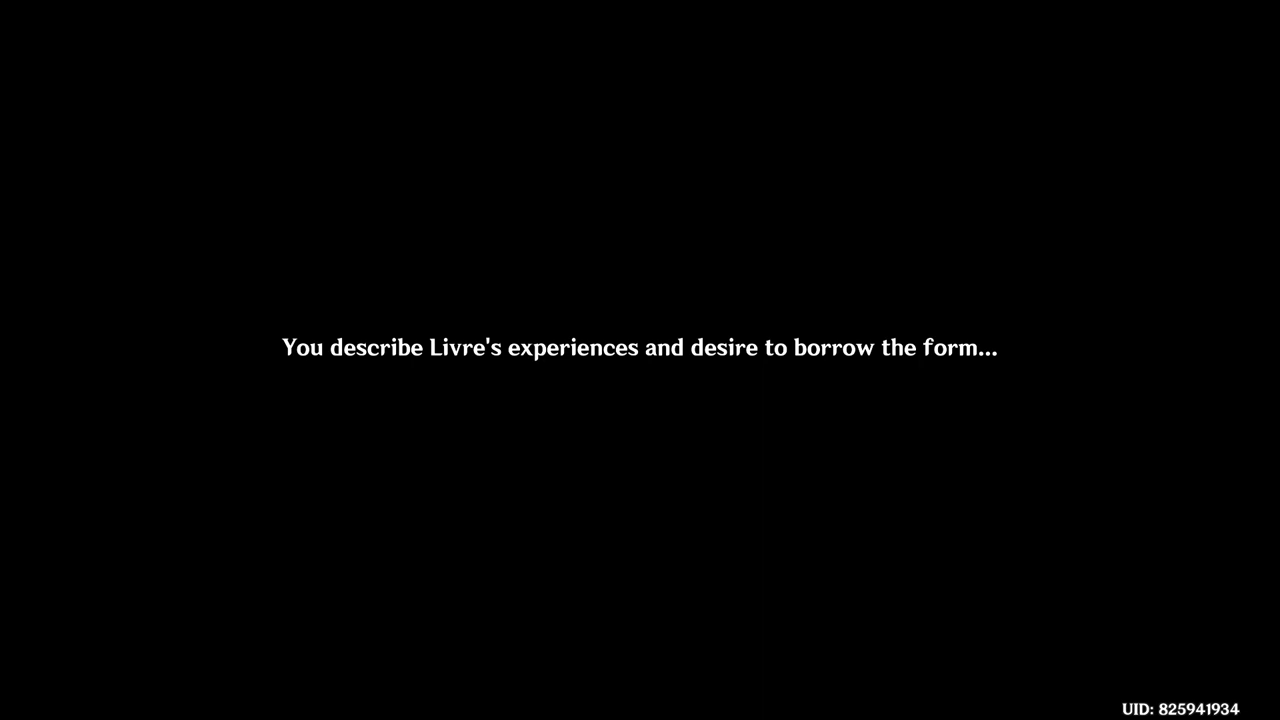 You describe Livre's experiences and desire to borrow the form...
UID: 825941934